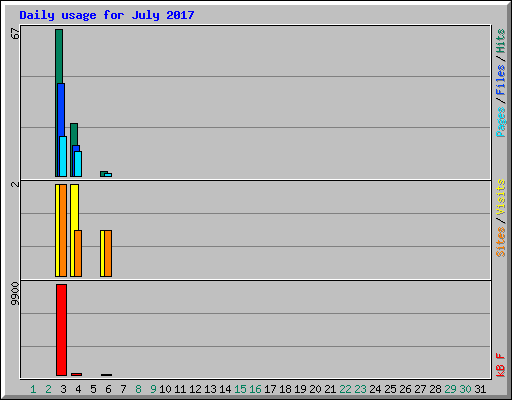 Daily usage for July 2017
67
Pages / Files / Hits
2
Sites / Visits
9900
kB F
1 2 3 4 5 6 7 8 9 10 11 12 13 14 15 16 17 18 19 20 21 22 23 24 25 26 27 28 29 30 31